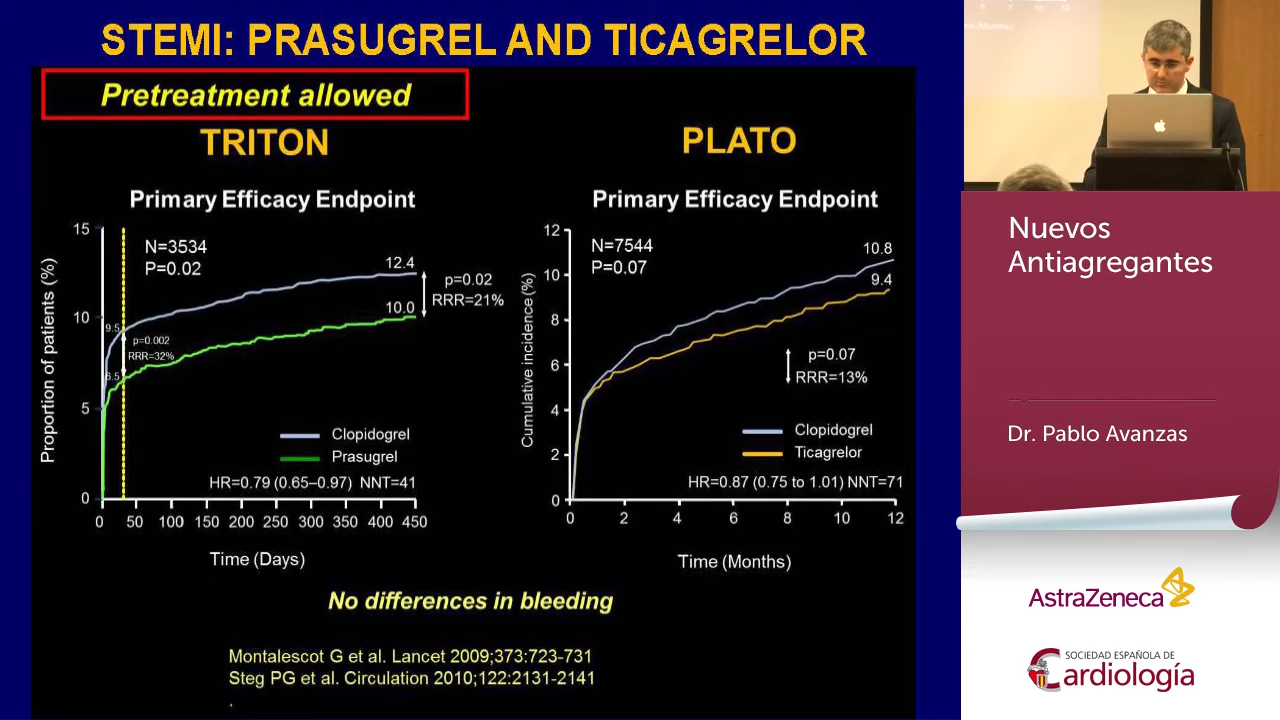 STEMI: PRASUGREL AND TICAGRELOR
Pretreatment allowed
TRITON
PLATO
Primary Efficacy Endpoint
N=3534
P=0.02
15
10
5
0
9.5
6.5
p=0.002
RRR=32%
12.4
10.0
p=0.02
RRR=21%
Clopidogrel
Prasugrel
HR=0.79 (0.65–0.97) NNT=41
0 50 100 150 200 250 300 350 400 450
Time (Days)
Proportion of patients (%)
Primary Efficacy Endpoint
N=7544
P=0.07
12
10
8
6
4
2
0
10.8
9.4
p=0.07
RRR=13%
Clopidogrel
Ticagrelor
HR=0.87 (0.75 to 1.01) NNT=71
0 2 4 6 8 10 12
Time (Months)
Cumulative incidence (%)
No differences in bleeding
Montalescot G et al. Lancet 2009;373:723-731
Steg PG et al. Circulation 2010;122:2131-2141
.
Nuevos
Antiagregantes
Dr. Pablo Avanzas
AstraZeneca
SOCIEDAD ESPAÑOLA DE
Cardiología